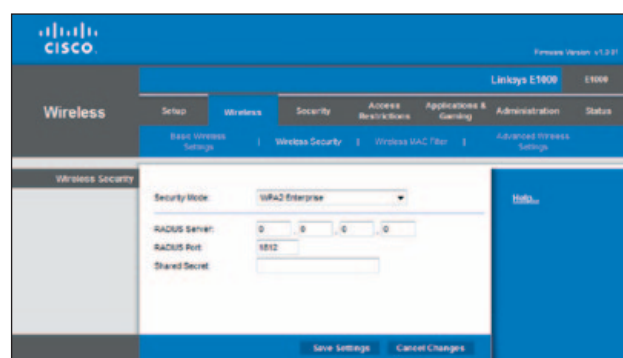 CISCO
Firmware Version: v1.0.01
Linksys E1000
E1000
Wireless
Setup
Wireless
Security
Access Restrictions
Applications & Gaming
Administration
Status
Basic Wireless Settings
Wireless Security
Wireless MAC Filter
Advanced Wireless Settings
Wireless Security
Security Mode:
WPA2 Enterprise
RADIUS Server:
0 . 0 . 0 . 0
RADIUS Port:
1812
Shared Secret:
Help...
Save Settings
Cancel Changes